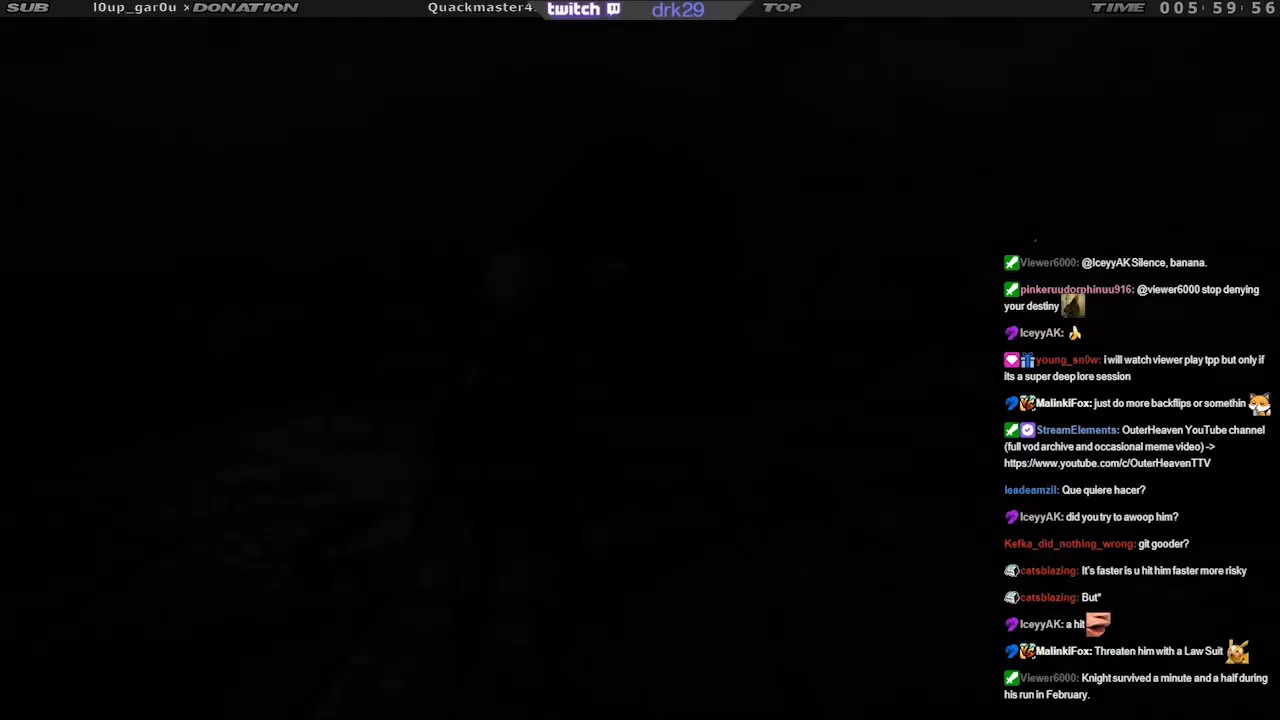 SUB l0up_gar0u x DONATION Quackmaster4. twitch drk29 TOP TIME 005:59:56
Viewer6000: @IceyyAK Silence, banana.
pinkeruudorphinuu916: @viewer6000 stop denying
your destiny
IceyyAK: 🍌
young_sn0w: i will watch viewer play tpp but only if
its a super deep lore session
MalinkiFox: just do more backflips or somethin
StreamElements: OuterHeaven YouTube channel
(full vod archive and occasional meme video) ->
https://www.youtube.com/c/OuterHeavenTTV
leadeamzil: Que quiere hacer?
IceyyAK: did you try to awoop him?
Kefka_did_nothing_wrong: git gooder?
catsblazing: It's faster is u hit him faster more risky
catsblazing: But*
IceyyAK: a hit
MalinkiFox: Threaten him with a Law Suit
Viewer6000: Knight survived a minute and a half during
his run in February.